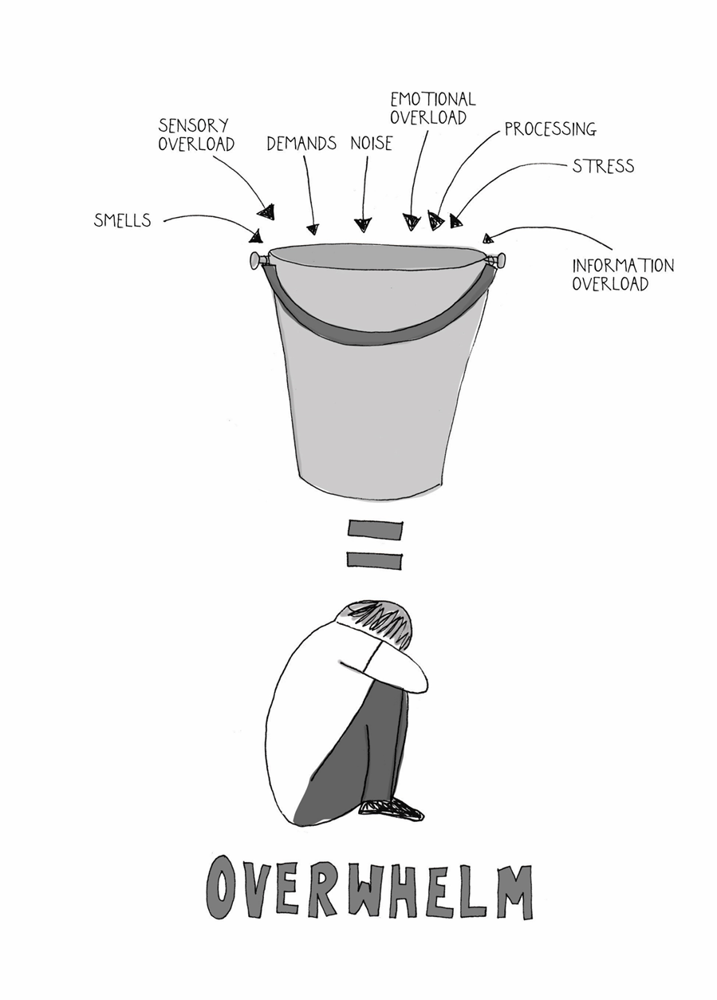 EMOTIONAL
OVERLOAD
SENSORY
OVERLOAD
DEMANDS
NOISE
PROCESSING
STRESS
SMELLS
INFORMATION
OVERLOAD
OVERWHELM